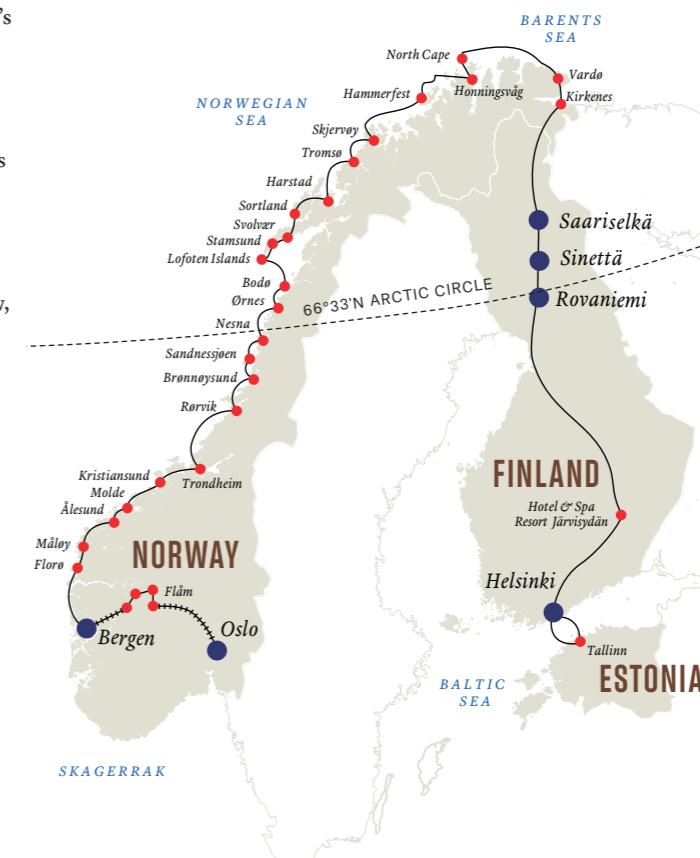 's
BARENTS
SEA
North Cape
Vardø
Honningsvåg
Hammerfest
Kirkenes
NORWEGIAN
SEA
Skjervøy
Tromsø
Harstad
Sortland
Svolvær
Stamsund
Lofoten Islands
Saariselkä
Sinettä
Bodø
Ørnes
66°33'N ARCTIC CIRCLE
Rovaniemi
Nesna
Sandnessjøen
Brønnøysund
Rørvik
Kristiansund
Trondheim
Molde
Ålesund
FINLAND
Hotel & Spa
Resort Järvisydän
Måløy
Florø
NORWAY
Flåm
Helsinki
Bergen
Oslo
Tallinn
ESTONIA
BALTIC
SEA
SKAGERRAK